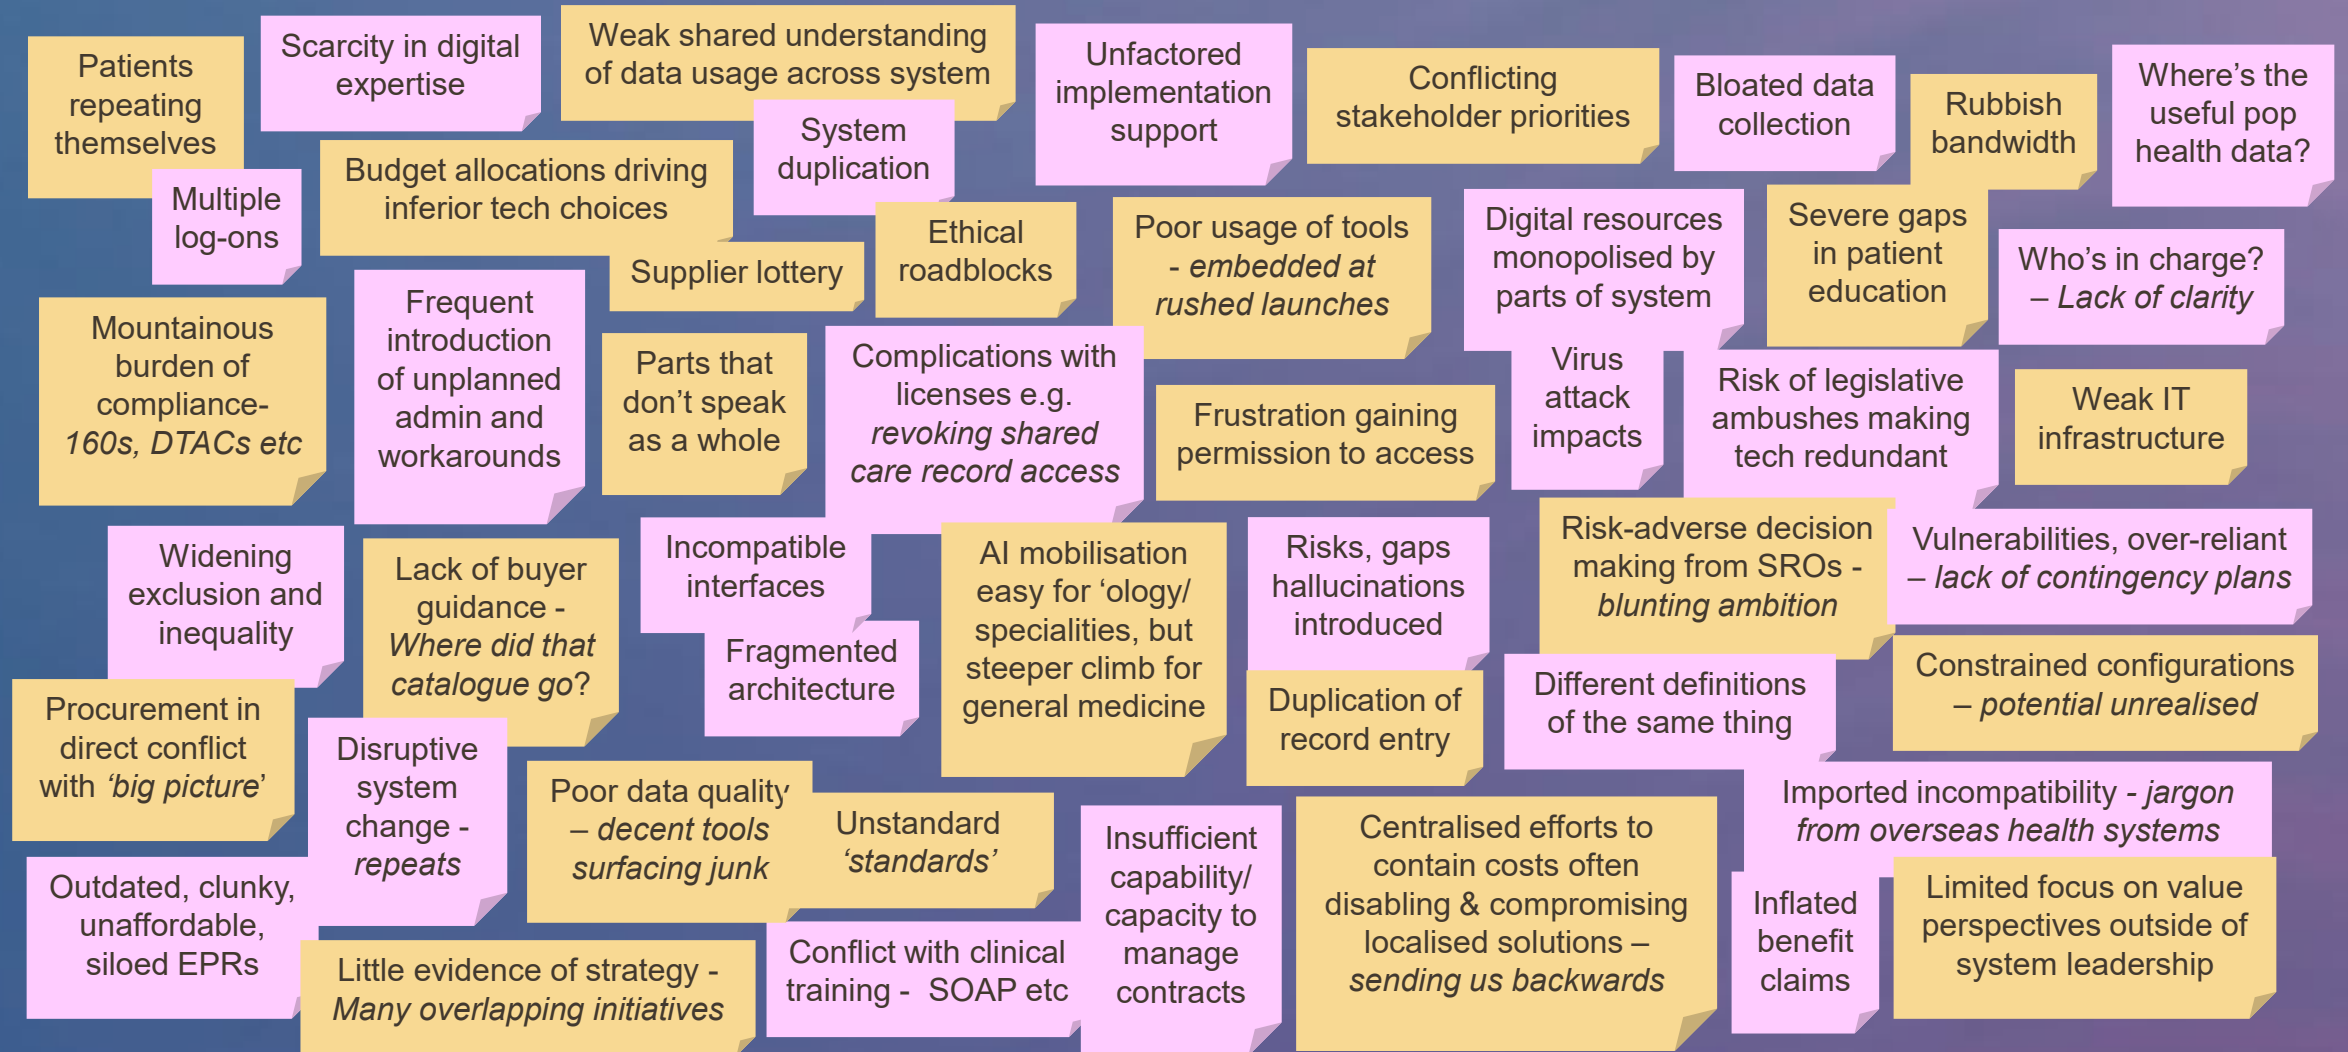 Patients
repeating
themselves
Scarcity in digital
expertise
Weak shared understanding
of data usage across system
Unfactored
implementation
support
Conflicting
stakeholder priorities
Bloated data
collection
Rubbish
bandwidth
Where’s the
useful pop
health data?
Multiple
log-ons
Budget allocations driving
inferior tech choices
System
duplication
Supplier lottery
Ethical
roadblocks
Poor usage of tools
- embedded at
rushed launches
Digital resources
monopolised by
parts of system
Severe gaps
in patient
education
Who’s in charge?
– Lack of clarity
Mountainous
burden of
compliance-
160s, DTACs etc
Frequent
introduction
of unplanned
admin and
workarounds
Parts that
don’t speak
as a whole
Complications with
licenses e.g.
revoking shared
care record access
Frustration gaining
permission to access
Virus
attack
impacts
Risk of legislative
ambushes making
tech redundant
Weak IT
infrastructure
Widening
exclusion and
inequality
Lack of buyer
guidance -
Where did that
catalogue go?
Incompatible
interfaces
Fragmented
architecture
AI mobilisation
easy for ‘ology/
specialities, but
steeper climb for
general medicine
Risks, gaps
hallucinations
introduced
Duplication of
record entry
Risk-adverse decision
making from SROs -
blunting ambition
Vulnerabilities, over-reliant
– lack of contingency plans
Different definitions
of the same thing
Constrained configurations
– potential unrealised
Procurement in
direct conflict
with ‘big picture’
Disruptive
system
change -
repeats
Poor data quality
– decent tools
surfacing junk
Unstandard
‘standards’
Insufficient
capability/
capacity to
manage
contracts
Centralised efforts to
contain costs often
disabling & compromising
localised solutions –
sending us backwards
Imported incompatibility - jargon
from overseas health systems
Inflated
benefit
claims
Limited focus on value
perspectives outside of
system leadership
Outdated, clunky,
unaffordable,
siloed EPRs
Little evidence of strategy -
Many overlapping initiatives
Conflict with clinical
training - SOAP etc